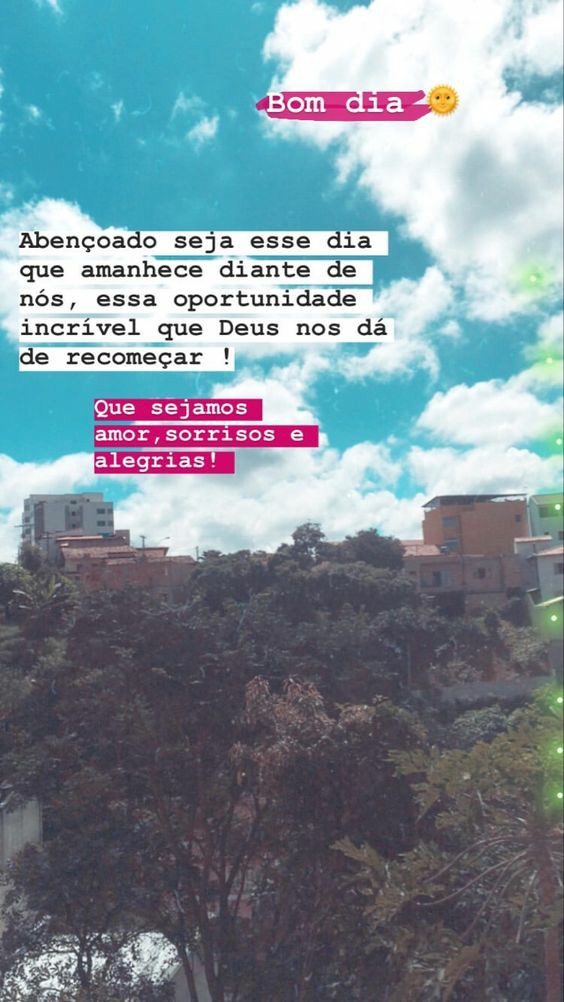 Bom dia 🌞
Abençoado seja esse dia
que amanhece diante de
nós, essa oportunidade
incrível que Deus nos dá
de recomeçar !
Que sejamos
amor,sorrisos e
alegrias!